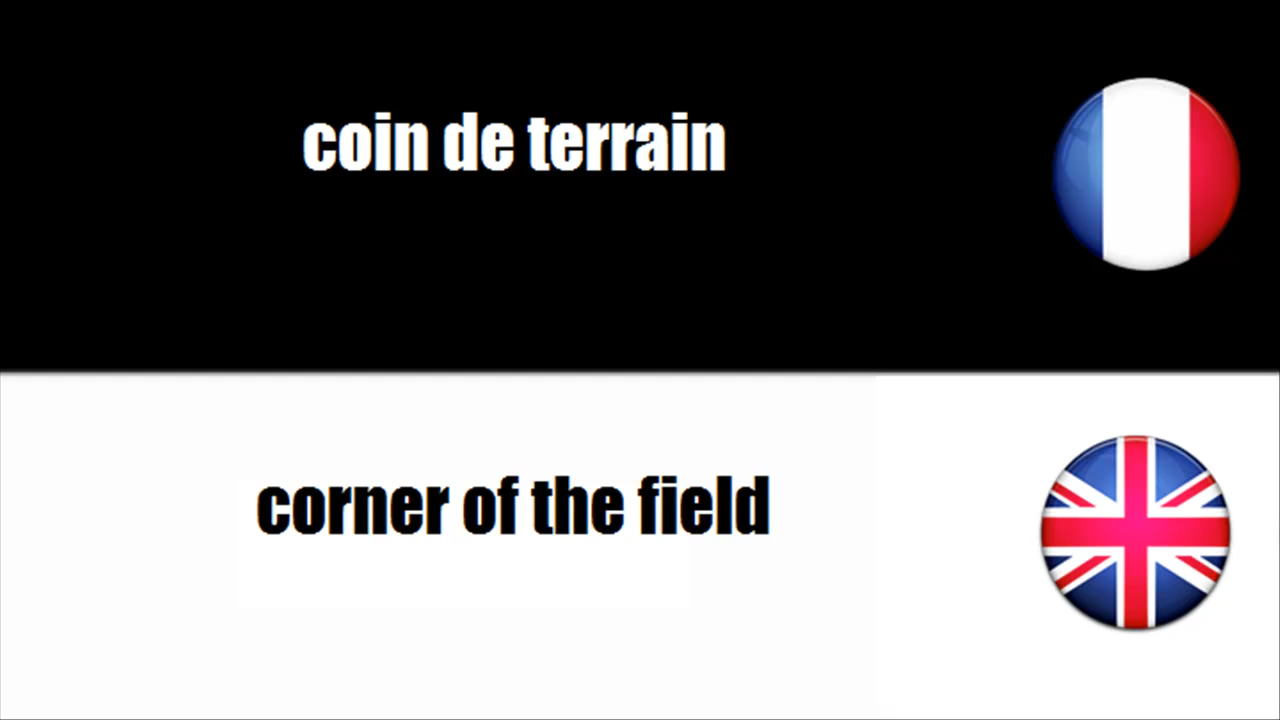 coin de terrain
corner of the field